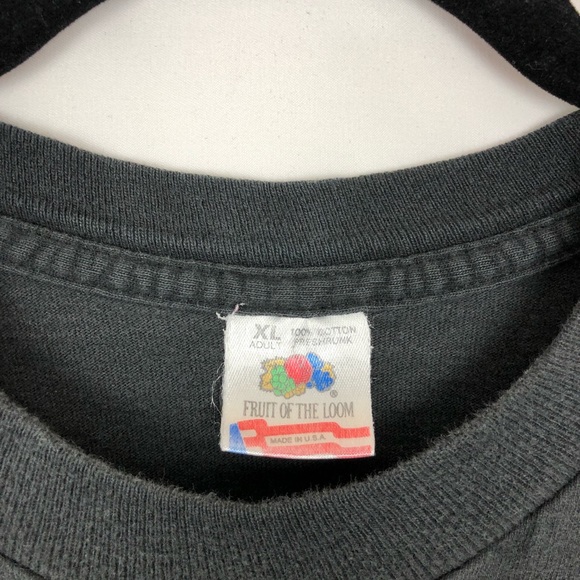 XL 100% COTTON
ADULT PRESHRUNK
®
FRUIT OF THE LOOM
MADE IN U.S.A.